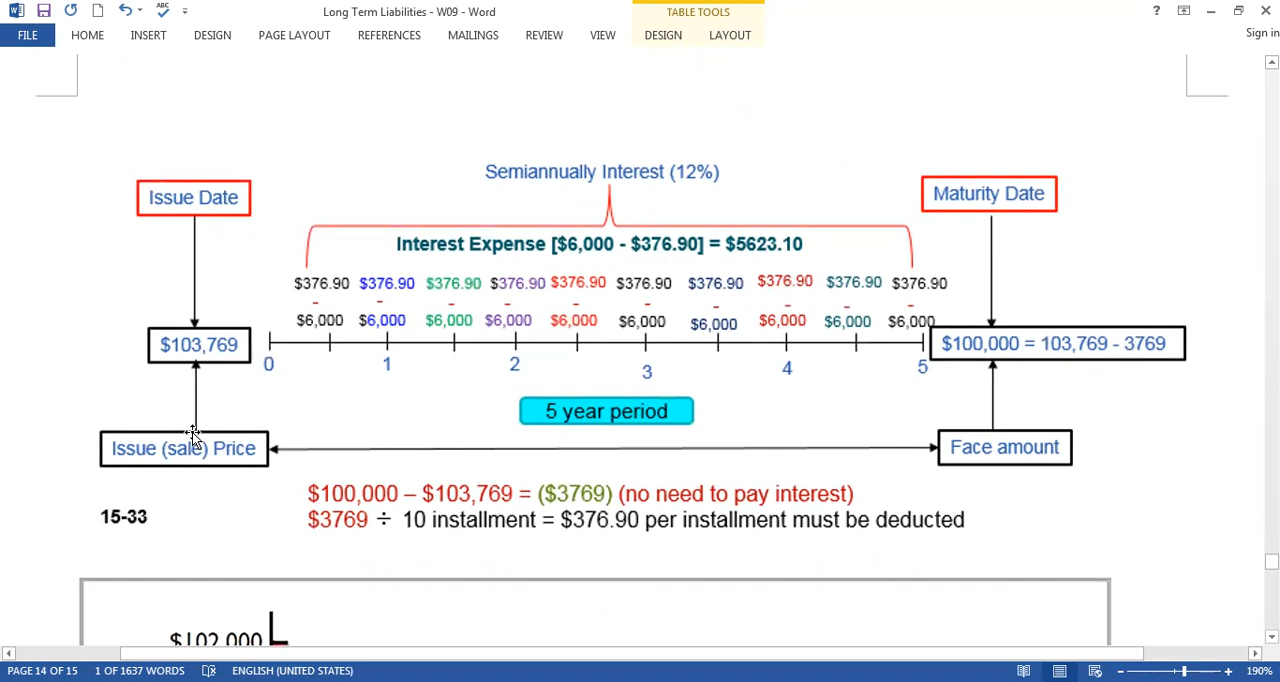 Long Term Liabilities - W09 - Word
TABLE TOOLS
?
Sign in
FILE HOME INSERT DESIGN PAGE LAYOUT REFERENCES MAILINGS REVIEW VIEW DESIGN LAYOUT
Semiannually Interest (12%)
Issue Date
Maturity Date
Interest Expense [$6,000 - $376.90] = $5623.10
$376.90 $376.90 $376.90 $376.90 $376.90 $376.90 $376.90 $376.90 $376.90 $376.90
- - - - - - - - - -
$6,000 $6,000 $6,000 $6,000 $6,000 $6,000 $6,000 $6,000 $6,000 $6,000
$103,769
$100,000 = 103,769 - 3769
0 1 2 3 4 5
5 year period
Issue (sale) Price
Face amount
$100,000 – $103,769 = ($3769) (no need to pay interest)
15-33
$3769 ÷ 10 installment = $376.90 per installment must be deducted
$102,000
PAGE 14 OF 15 1 OF 1637 WORDS ENGLISH (UNITED STATES) 190%